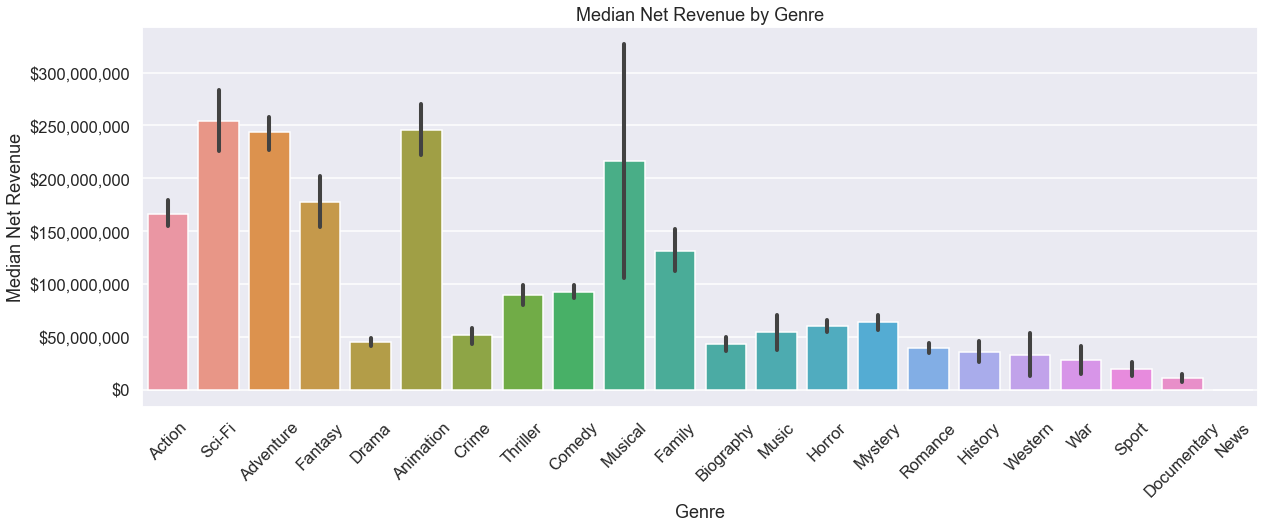 Median Net Revenue by Genre
Median Net Revenue
$300,000,000
$250,000,000
$200,000,000
$150,000,000
$100,000,000
$50,000,000
$0
Action
Sci-Fi
Adventure
Fantasy
Drama
Animation
Crime
Thriller
Comedy
Musical
Family
Biography
Music
Horror
Mystery
Romance
History
Western
War
Sport
Documentary
News
Genre